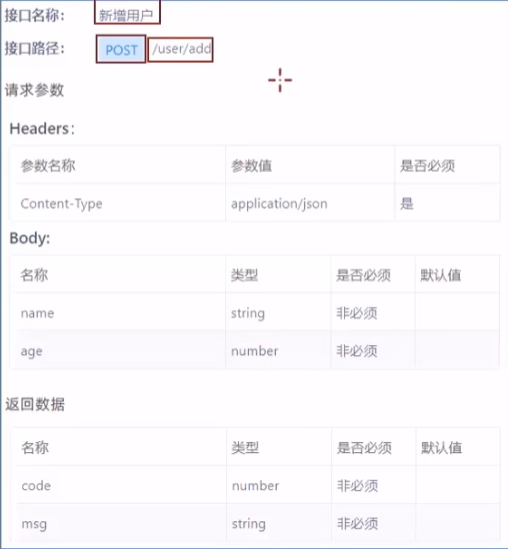 接口名称： 新增用户
接口路径： POST /user/add
请求参数
Headers：
参数名称 参数值 是否必须
Content-Type application/json 是
Body:
名称 类型 是否必须 默认值
name string 非必须
age number 非必须
返回数据
名称 类型 是否必须 默认值
code number 非必须
msg string 非必须